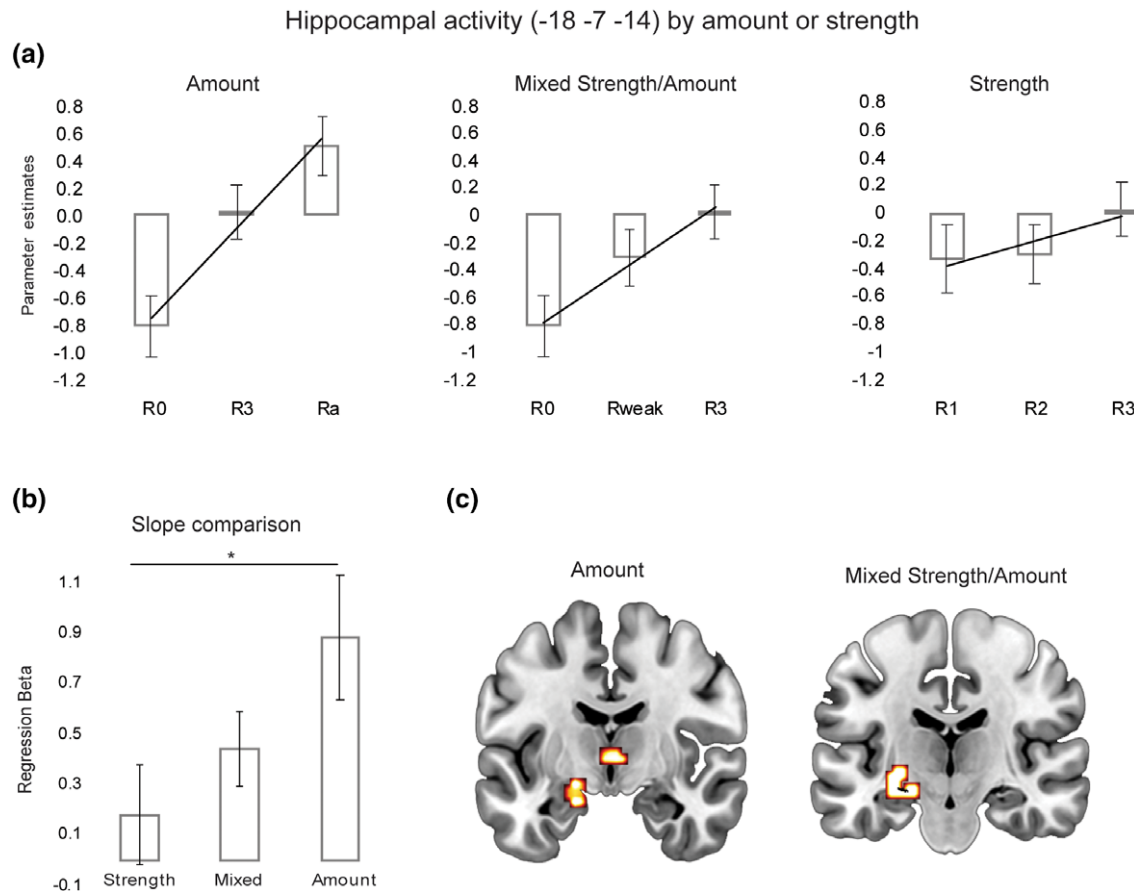 Hippocampal activity (-18 -7 -14) by amount or strength
(a)
Amount
Parameter estimates
0.8
0.6
0.4
0.2
0.0
-0.2
-0.4
-0.6
-0.8
-1.0
-1.2
R0 R3 Ra
Mixed Strength/Amount
0.8
0.6
0.4
0.2
0
-0.2
-0.4
-0.6
-0.8
-1
-1.2
R0 Rweak R3
Strength
0.8
0.6
0.4
0.2
0
-0.2
-0.4
-0.6
-0.8
-1
-1.2
R1 R2 R3
(b)
Slope comparison
*
Regression Beta
1.1
0.9
0.7
0.5
0.3
0.1
-0.1
Strength Mixed Amount
(c)
Amount
Mixed Strength/Amount